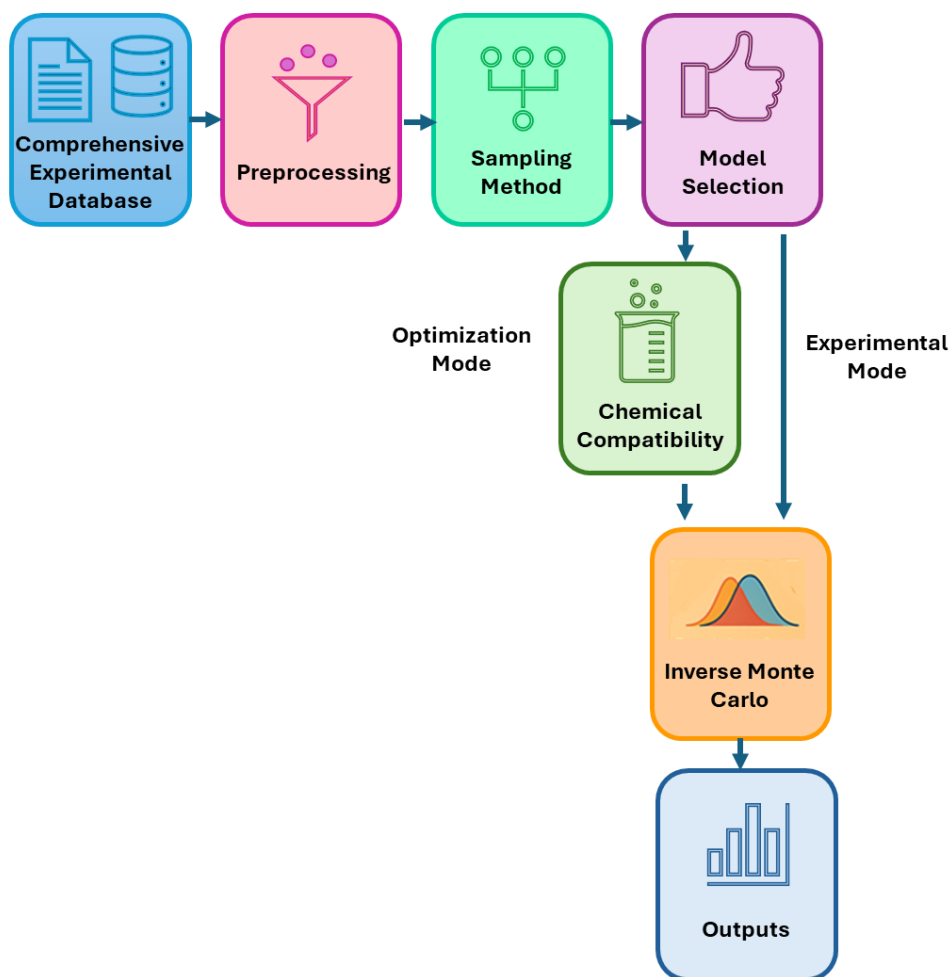 Comprehensive
Experimental
Database
Preprocessing
Sampling
Method
Model
Selection
Optimization
Mode
Chemical
Compatibility
Experimental
Mode
Inverse Monte
Carlo
Outputs